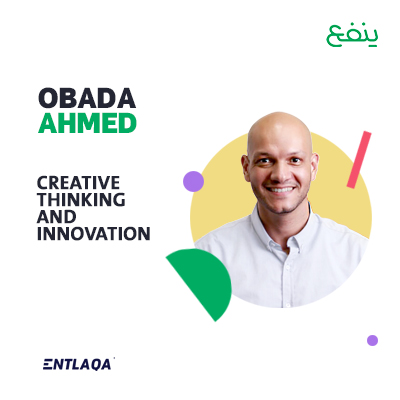 ينفع
OBADA
AHMED
CREATIVE
THINKING
AND
INNOVATION
ENTLAQA